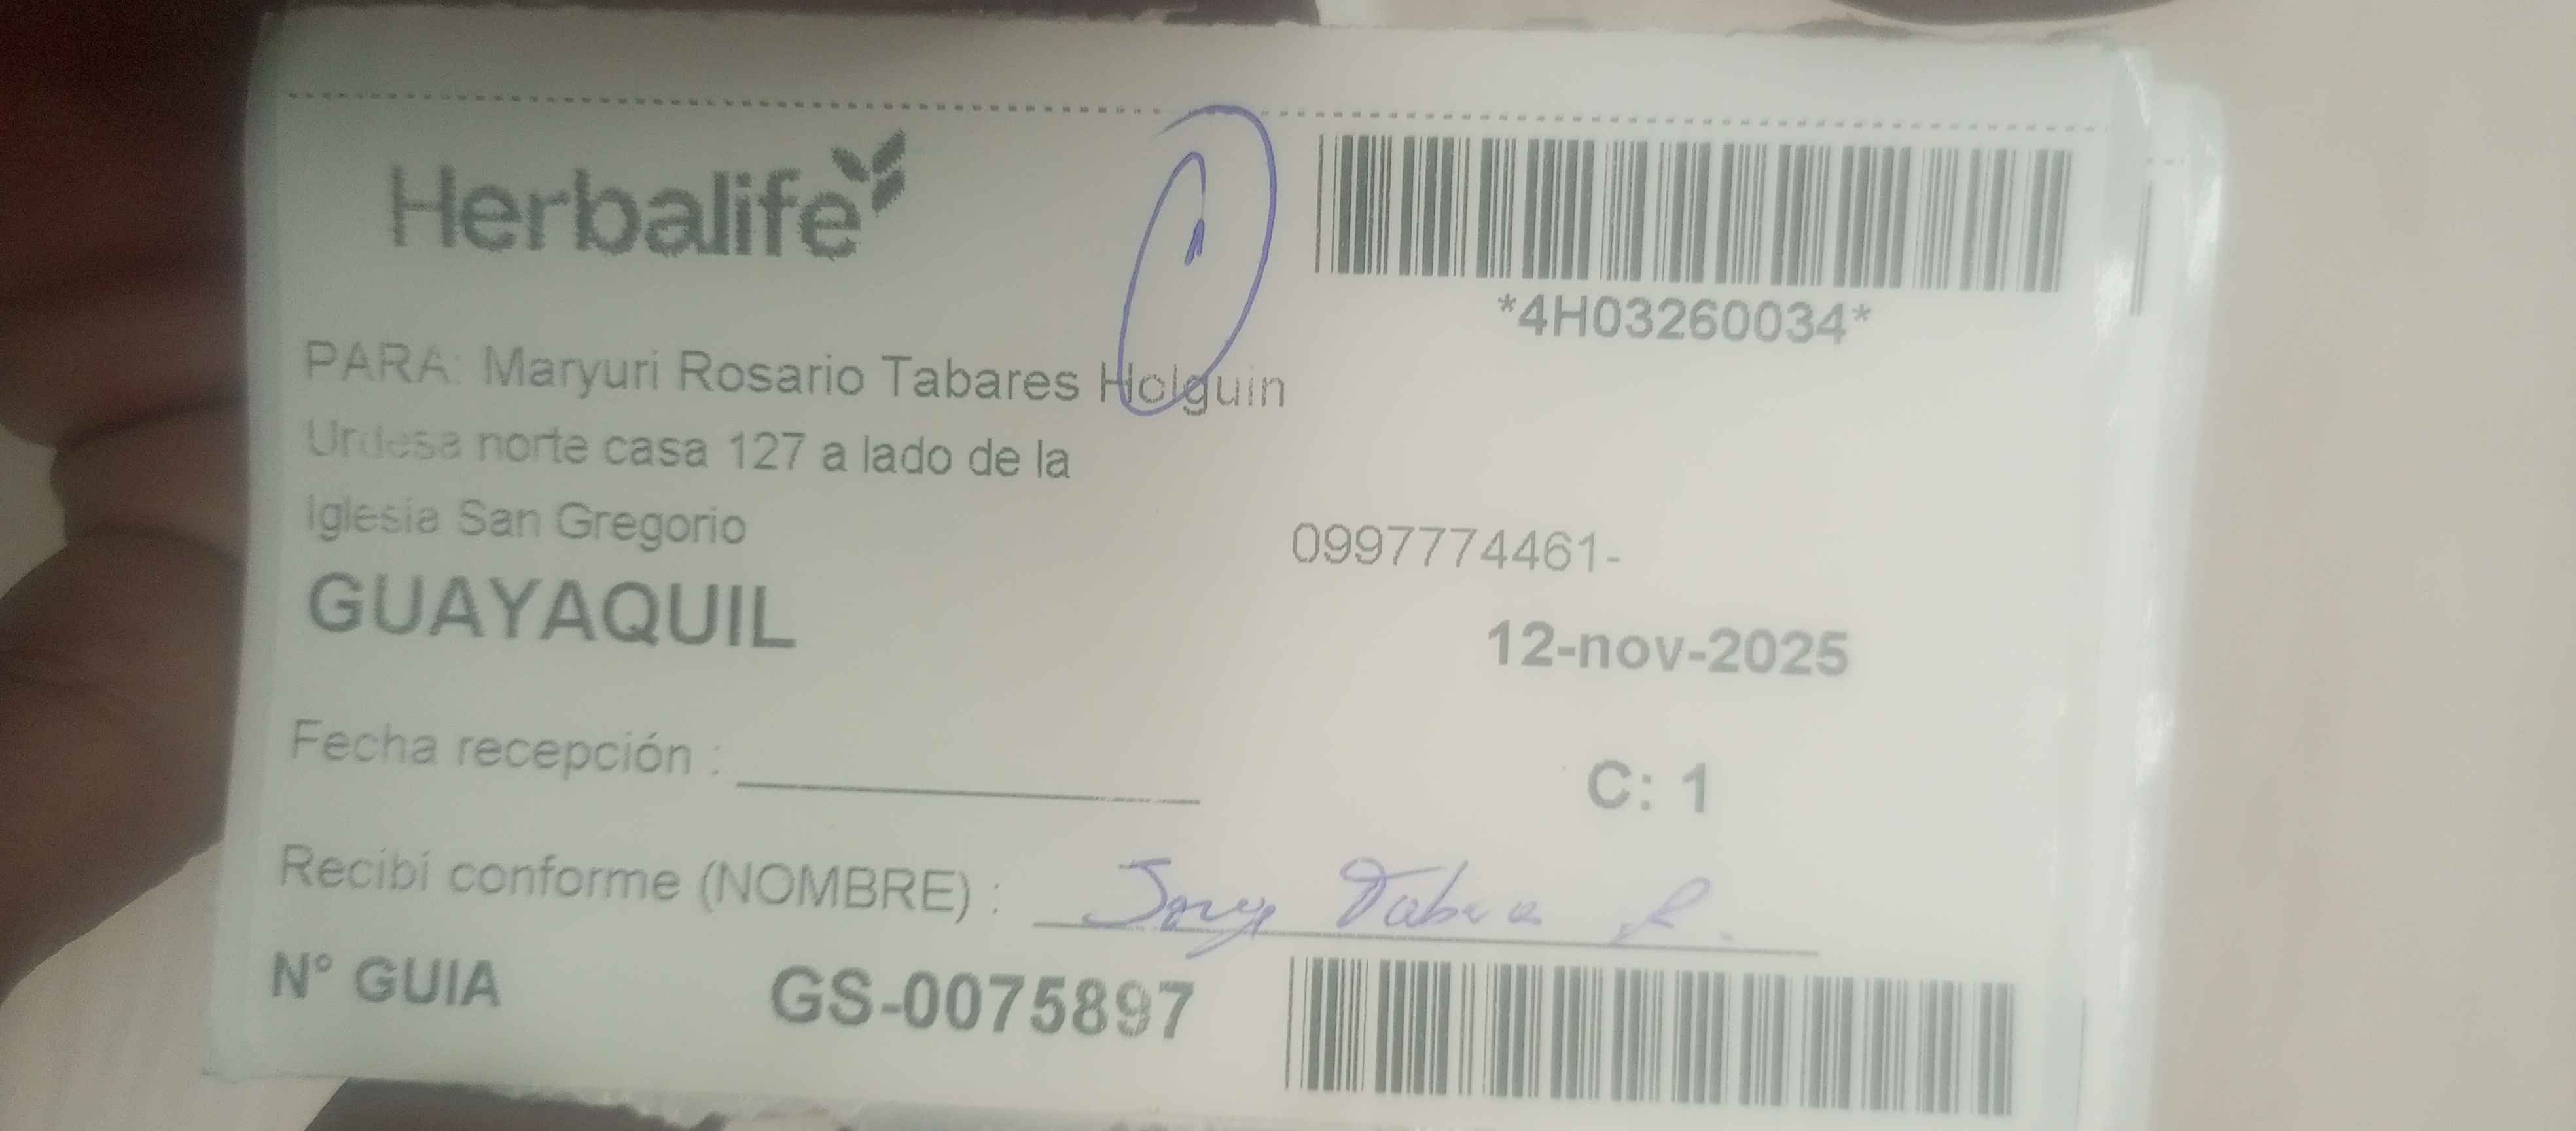 Herbalife
*4H03260034*
PARA: Maryuri Rosario Tabares Holguin
Urdesa norte casa 127 a lado de la
Iglesia San Gregorio
0997774461-
GUAYAQUIL
12-nov-2025
Fecha recepción :
C: 1
Recibí conforme (NOMBRE) :
N° GUIA GS-0075897